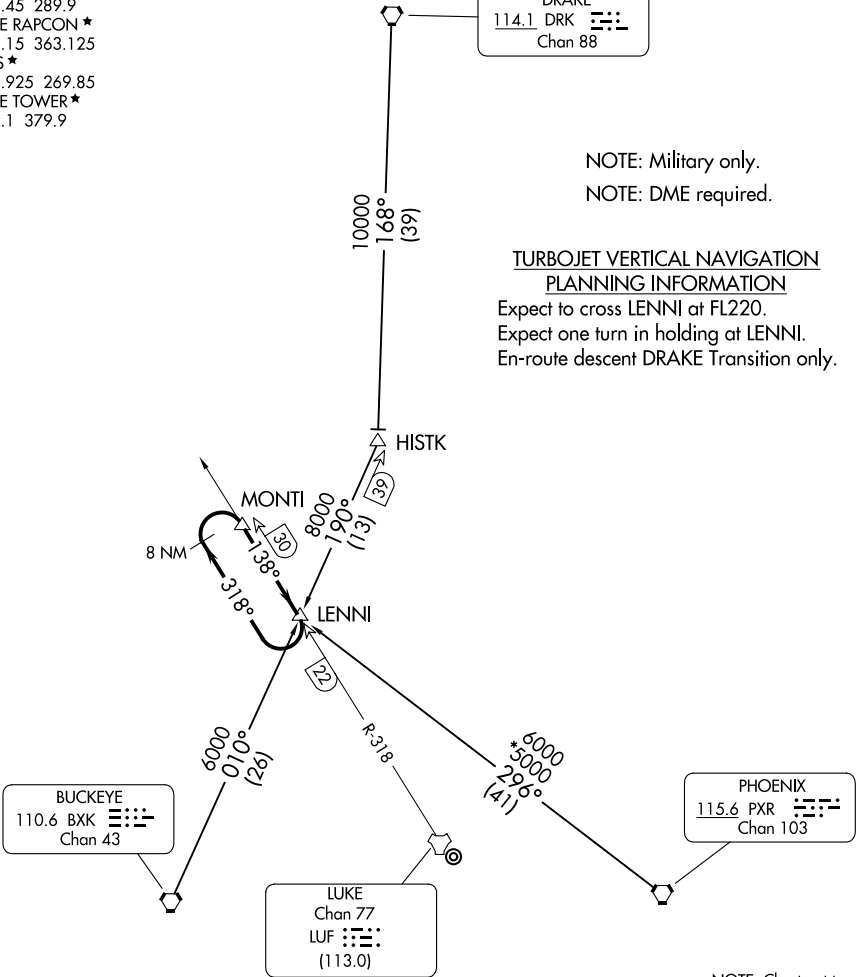 .45 289.9
E RAPCON ★
.15 363.125
S ★
.925 269.85
E TOWER ★
.1 379.9
DRAKE
114.1 DRK
Chan 88
NOTE: Military only.
NOTE: DME required.
TURBOJET VERTICAL NAVIGATION
PLANNING INFORMATION
Expect to cross LENNI at FL220.
Expect one turn in holding at LENNI.
En-route descent DRAKE Transition only.
10000
168°
(39)
HISTK
39
8000
190°
(13)
MONTI
30
8 NM
138°
318°
LENNI
22
R-318
6000
010°
(26)
6000
*5000
296°
(41)
BUCKEYE
110.6 BXK
Chan 43
PHOENIX
115.6 PXR
Chan 103
LUKE
Chan 77
LUF
(113.0)
NOTE: Chart